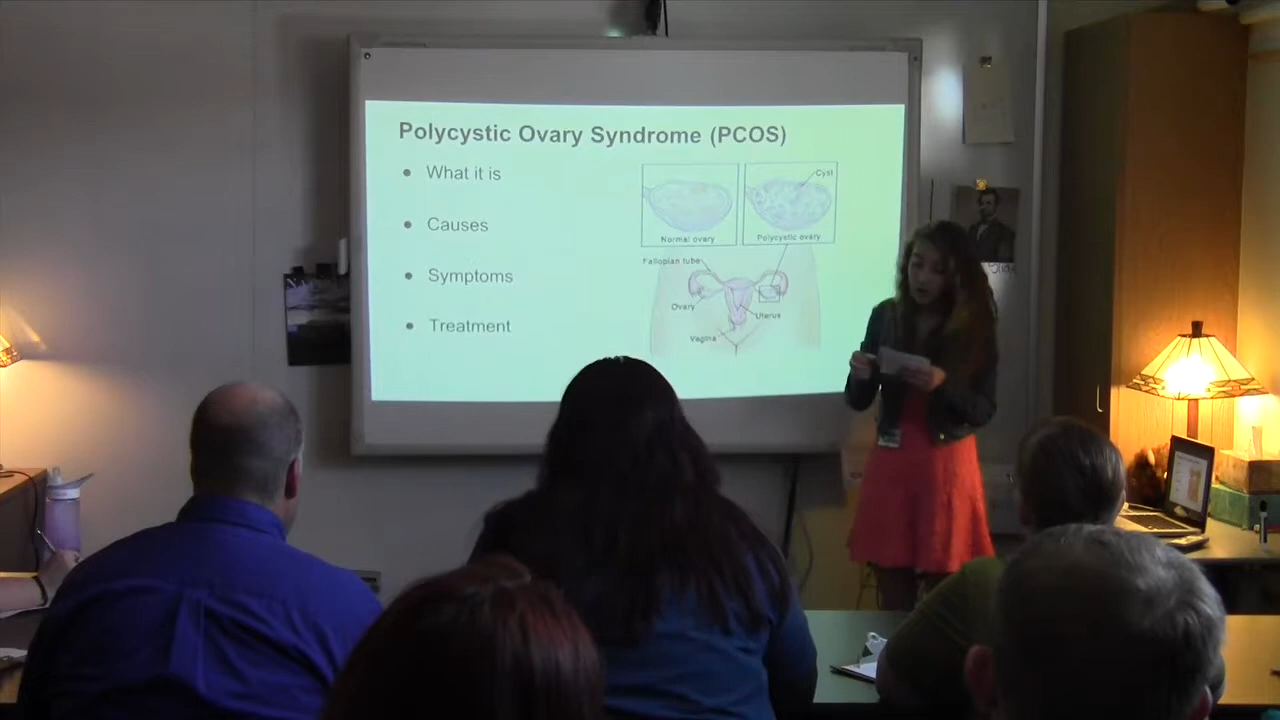 Polycystic Ovary Syndrome (PCOS)
What it is
Causes
Symptoms
Treatment
Cyst
Normal ovary
Polycystic ovary
Fallopian tube
Ovary
Uterus
Vagina